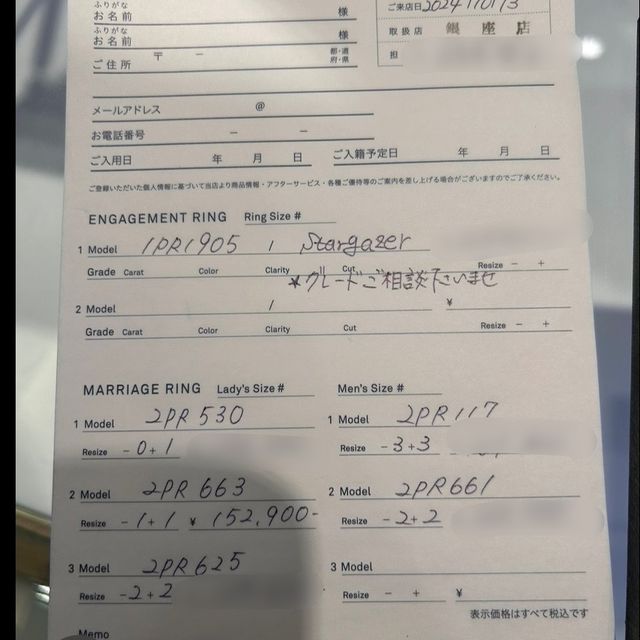 ふりがな
お名前 様
ふりがな
お名前 様
ご住所 〒 － 都・道 府・県
ご来店日 2024/10/13
取扱店 銀座店
担
メールアドレス @
お電話番号 － －
ご入用日 年 月 日 ご入籍予定日 年 月 日
ご登録いただいた個人情報に基づいて当店より商品情報・アフターサービス・各種ご優待等のご案内を差し上げる場合がございますのでご了承ください。
ENGAGEMENT RING Ring Size #
1 Model 1PR1905 / Stargazer
Grade Carat Color Clarity Cut Resize － ＋
*グレードご相談下さいませ
2 Model / ¥
Grade Carat Color Clarity Cut Resize － ＋
MARRIAGE RING Lady's Size # Men's Size #
1 Model 2PR530 1 Model 2PR117
Resize －0＋1 Resize －3＋3
2 Model 2PR663 2 Model 2PR661
Resize －1＋1 ¥ 152,900- Resize －2＋2
3 Model 2PR625 3 Model
Resize －2＋2 Resize － ＋ ¥
表示価格はすべて税込です
Memo